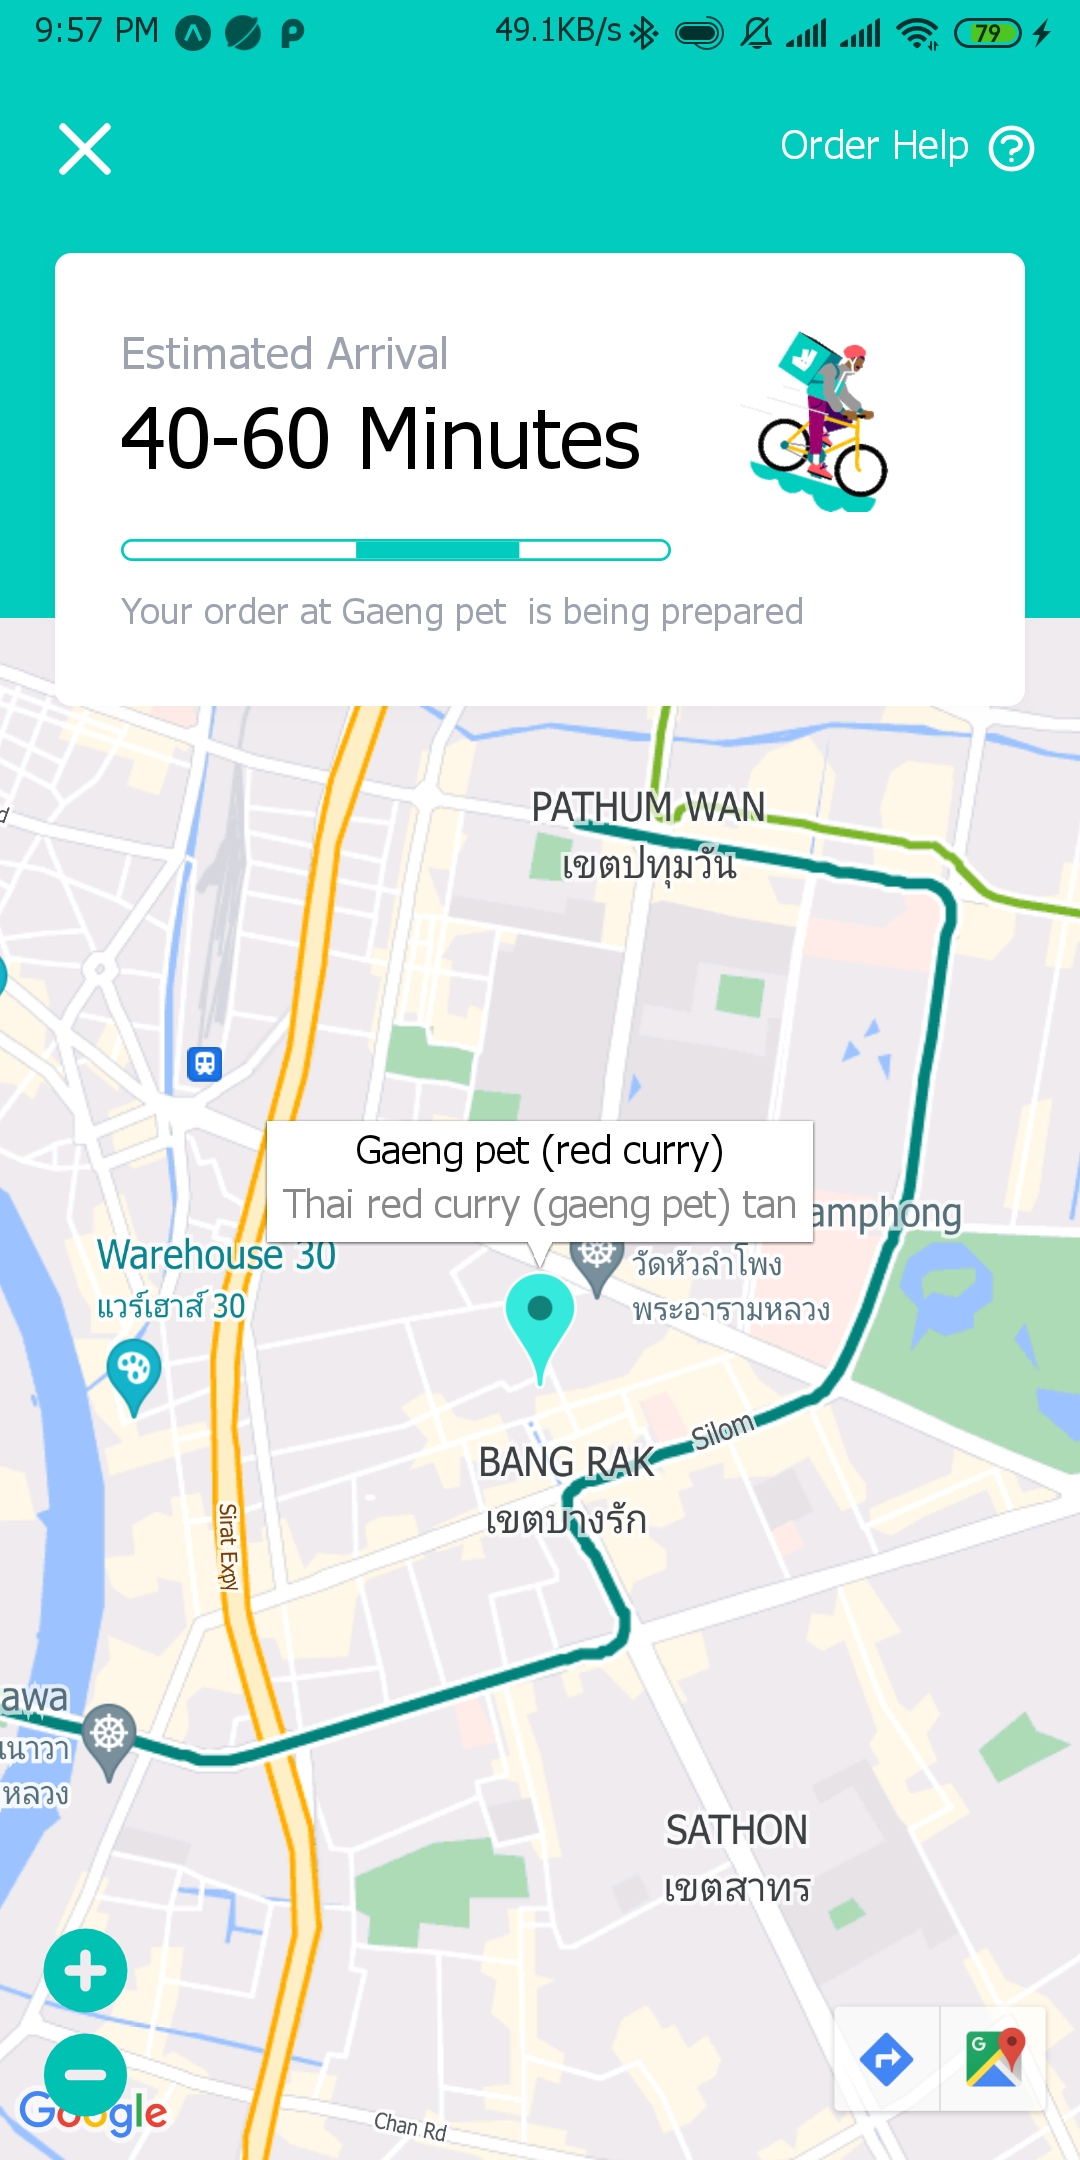 9:57 PM 49.1KB/s 79
Order Help
Estimated Arrival
40-60 Minutes
Your order at Gaeng pet is being prepared
PATHUM WAN
เขตปทุมวัน
Gaeng pet (red curry)
Thai red curry (gaeng pet) tan
amphong
วัดหัวลำโพง
พระอารามหลวง
Warehouse 30
แวร์เฮาส์ 30
Silom
BANG RAK
เขตบางรัก
Sirat Expy
awa
นนาวา
หลวง
SATHON
เขตสาทร
Google
Chan Rd